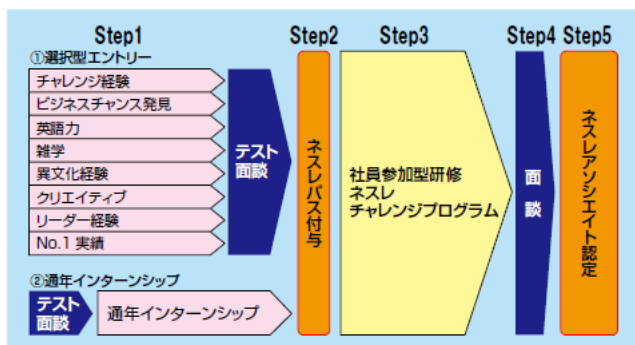 Step1
①選択型エントリー
チャレンジ経験
ビジネスチャンス発見
英語力
雑学
異文化経験
クリエイティブ
リーダー経験
No.1 実績
テスト
面談
②通年インターンシップ
テスト
面談
通年インターンシップ
Step2
ネスレパス付与
Step3
社員参加型研修
ネスレ
チャレンジプログラム
Step4
面談
Step5
ネスレアソシエイト認定